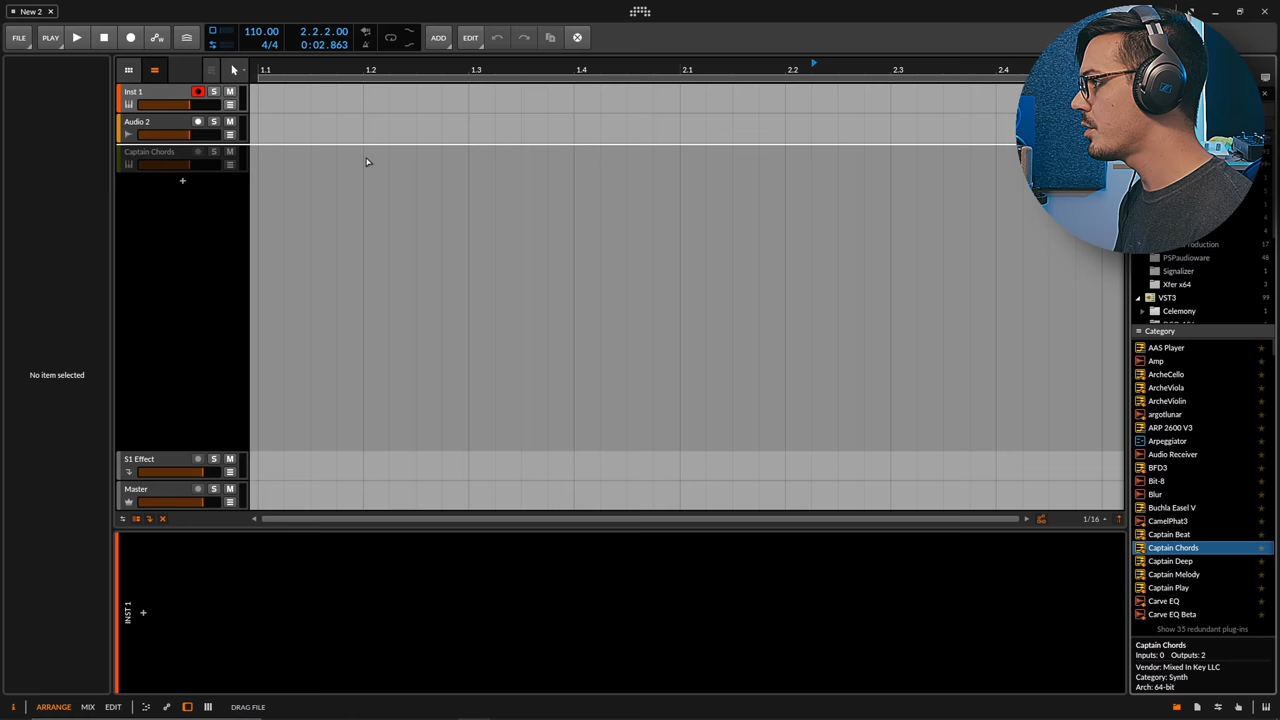 New 2
FILE
PLAY
110.00
4/4
2.2.2.00
0:02.863
ADD
EDIT
1.1
1.2
1.3
1.4
2.1
2.2
2.3
2.4
Inst 1
S
M
Audio 2
S
M
Captain Chords
S
M
+
No item selected
S1 Effect
S
M
Master
S
M
1/16
INST 1
+
17
PSPaudioware
48
Signalizer
1
Xfer x64
3
VST3
99
Celemony
1
Category
AAS Player
Amp
ArcheCello
ArcheViola
ArcheViolin
argotlunar
ARP 2600 V3
Arpeggiator
Audio Receiver
BFD3
Bit-8
Blur
Buchla Easel V
CamelPhat3
Captain Beat
Captain Chords
Captain Deep
Captain Melody
Captain Play
Carve EQ
Carve EQ Beta
Show 35 redundant plug-ins
Captain Chords
Inputs: 0 Outputs: 2
Vendor: Mixed In Key LLC
Category: Synth
Arch: 64-bit
i
ARRANGE
MIX
EDIT
DRAG FILE